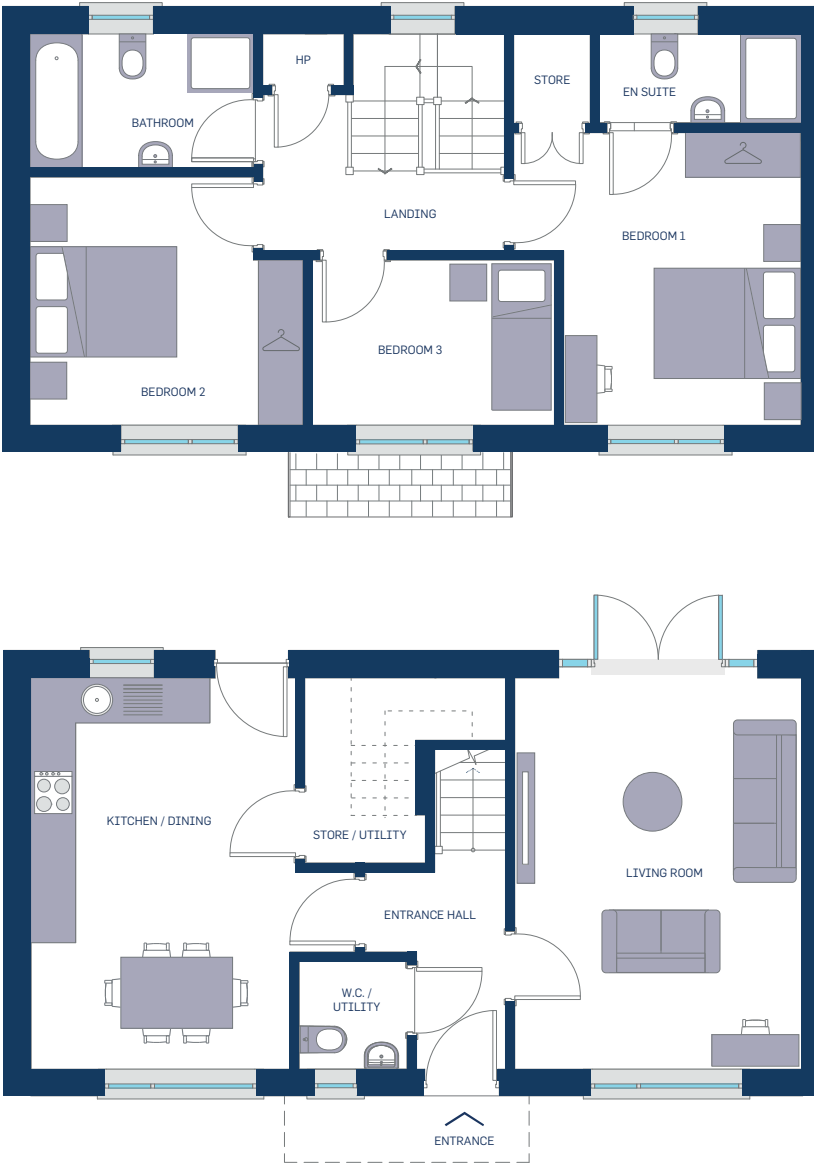 HP
STORE
EN SUITE
BATHROOM
LANDING
BEDROOM 1
BEDROOM 3
BEDROOM 2
KITCHEN / DINING
STORE / UTILITY
LIVING ROOM
ENTRANCE HALL
W.C. /
UTILITY
ENTRANCE